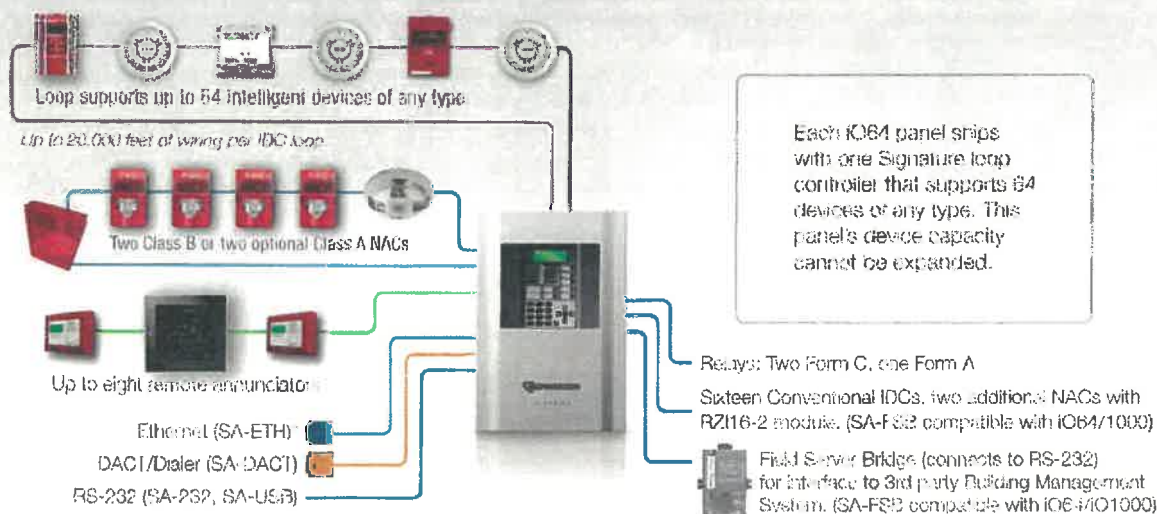 Loop supports up to 64 intelligent devices of any type
Up to 20,000 feet of wiring per IDC loop
Two Class B or two optional Class A NACs
Up to eight remote annunciators
Ethernet (SA-ETH)
DACT/Dialer (SA-DACT)
RS-232 (SA-232, SA-USB)
Each iO64 panel ships
with one Signature loop
controller that supports 64
devices of any type. This
panel's device capacity
cannot be expanded.
Relays: Two Form C, one Form A
Sixteen Conventional IDCs, two additional NACs with
RZI16-2 module. (SA-FSB compatible with iO64/1000)
Field Server Bridge (connects to RS-232)
for interface to 3rd party Building Management
System. (SA-FSB compatible with iO64/iO1000)